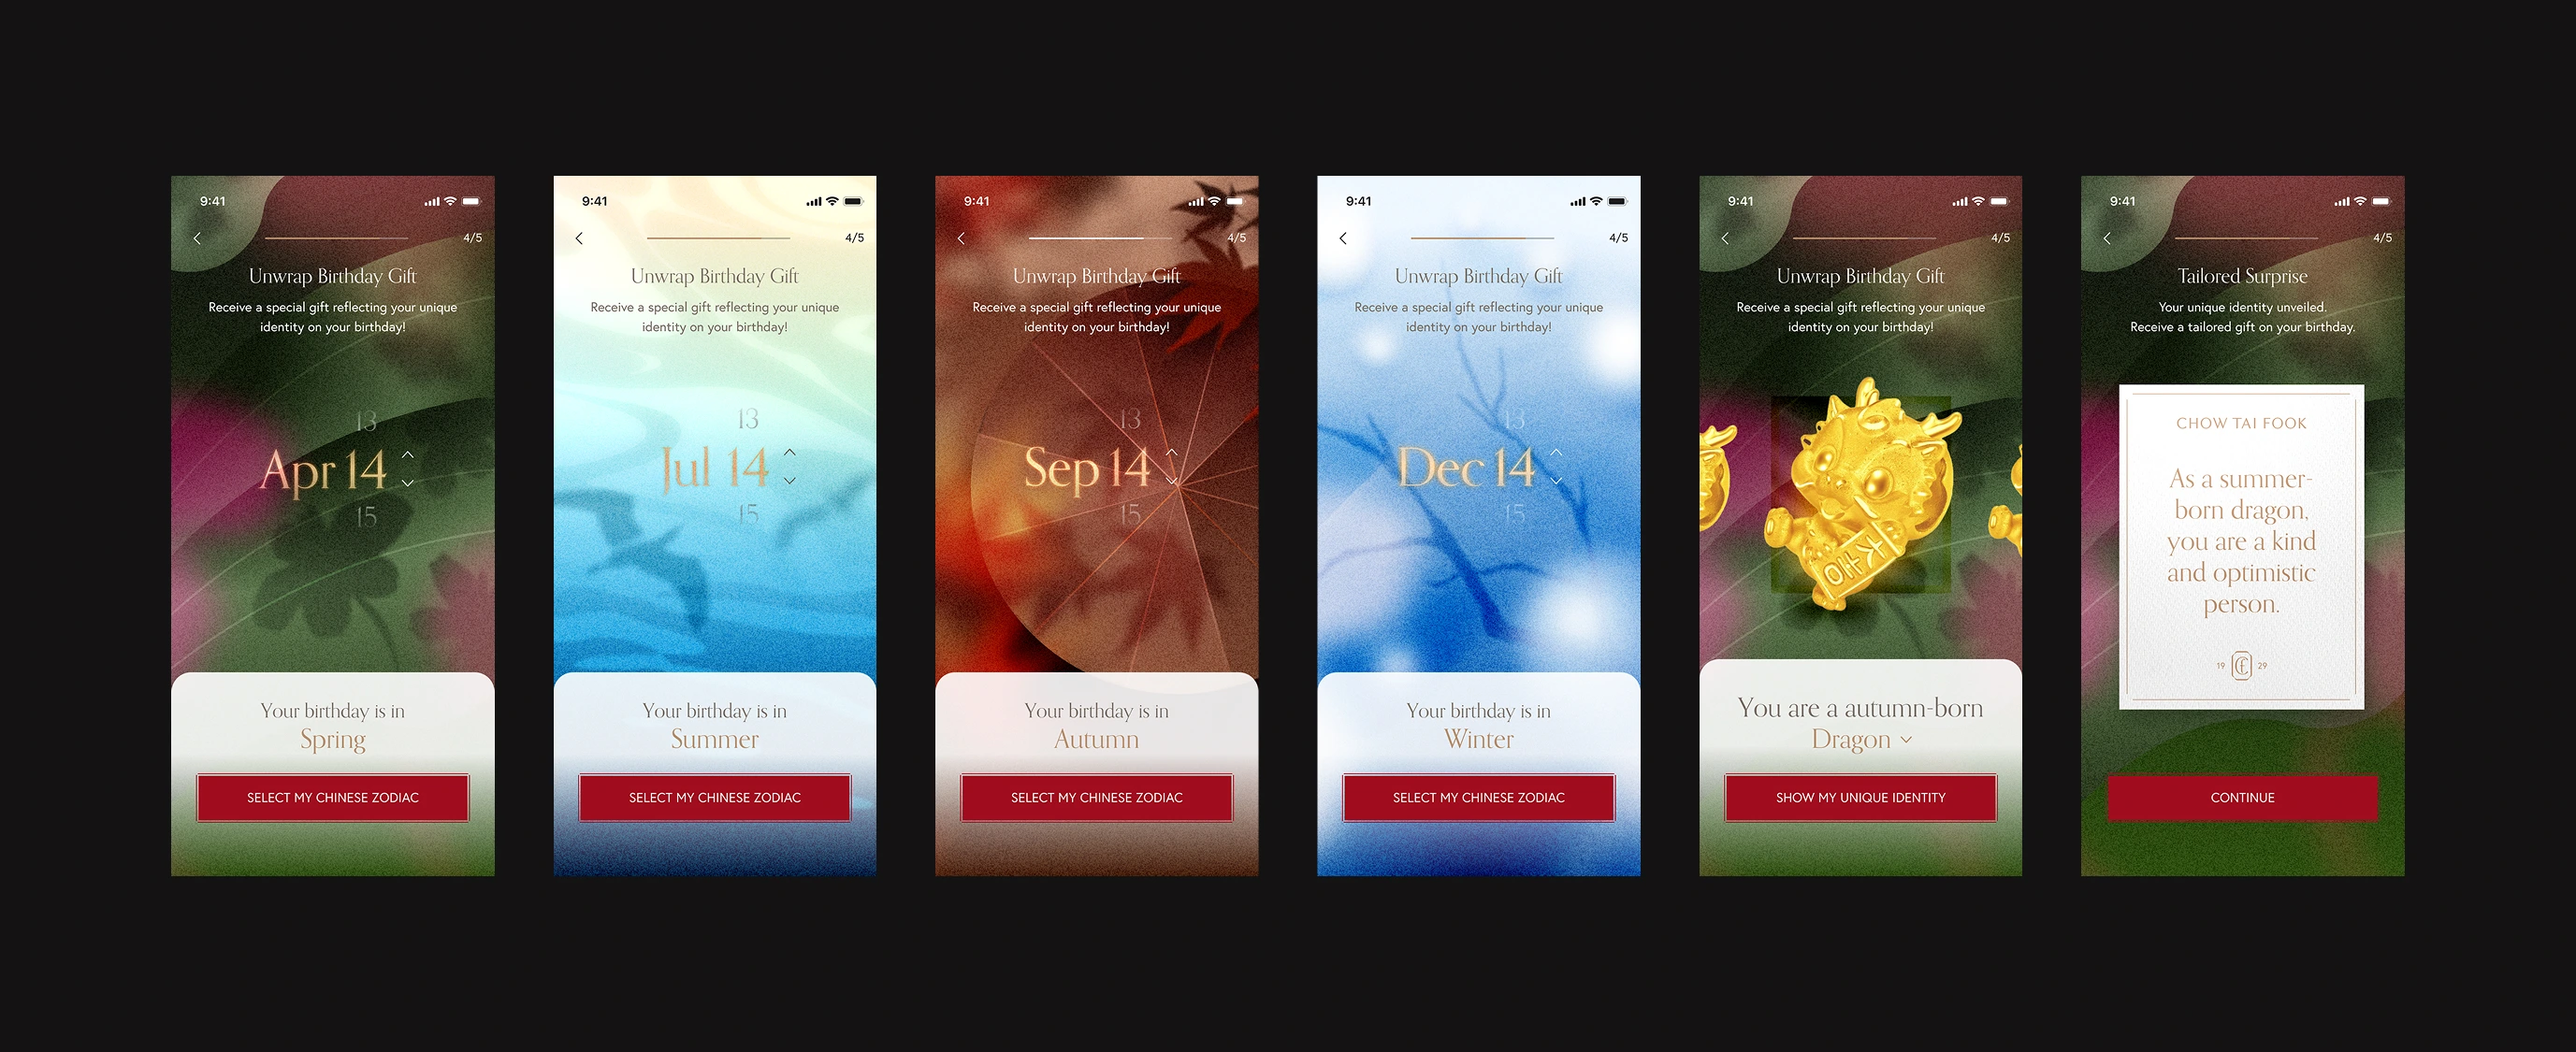 9:41
4/5
Unwrap Birthday Gift
Receive a special gift reflecting your unique
identity on your birthday!
13
Apr 14
15
Your birthday is in
Spring
SELECT MY CHINESE ZODIAC
9:41
4/5
Unwrap Birthday Gift
Receive a special gift reflecting your unique
identity on your birthday!
13
Jul 14
15
Your birthday is in
Summer
SELECT MY CHINESE ZODIAC
9:41
4/5
Unwrap Birthday Gift
Receive a special gift reflecting your unique
identity on your birthday!
13
Sep 14
15
Your birthday is in
Autumn
SELECT MY CHINESE ZODIAC
9:41
4/5
Unwrap Birthday Gift
Receive a special gift reflecting your unique
identity on your birthday!
13
Dec 14
15
Your birthday is in
Winter
SELECT MY CHINESE ZODIAC
9:41
4/5
Unwrap Birthday Gift
Receive a special gift reflecting your unique
identity on your birthday!
You are a autumn-born
Dragon
SHOW MY UNIQUE IDENTITY
9:41
4/5
Tailored Surprise
Your unique identity unveiled.
Receive a tailored gift on your birthday.
CHOW TAI FOOK
As a summer-
born dragon,
you are a kind
and optimistic
person.
19 29
CONTINUE